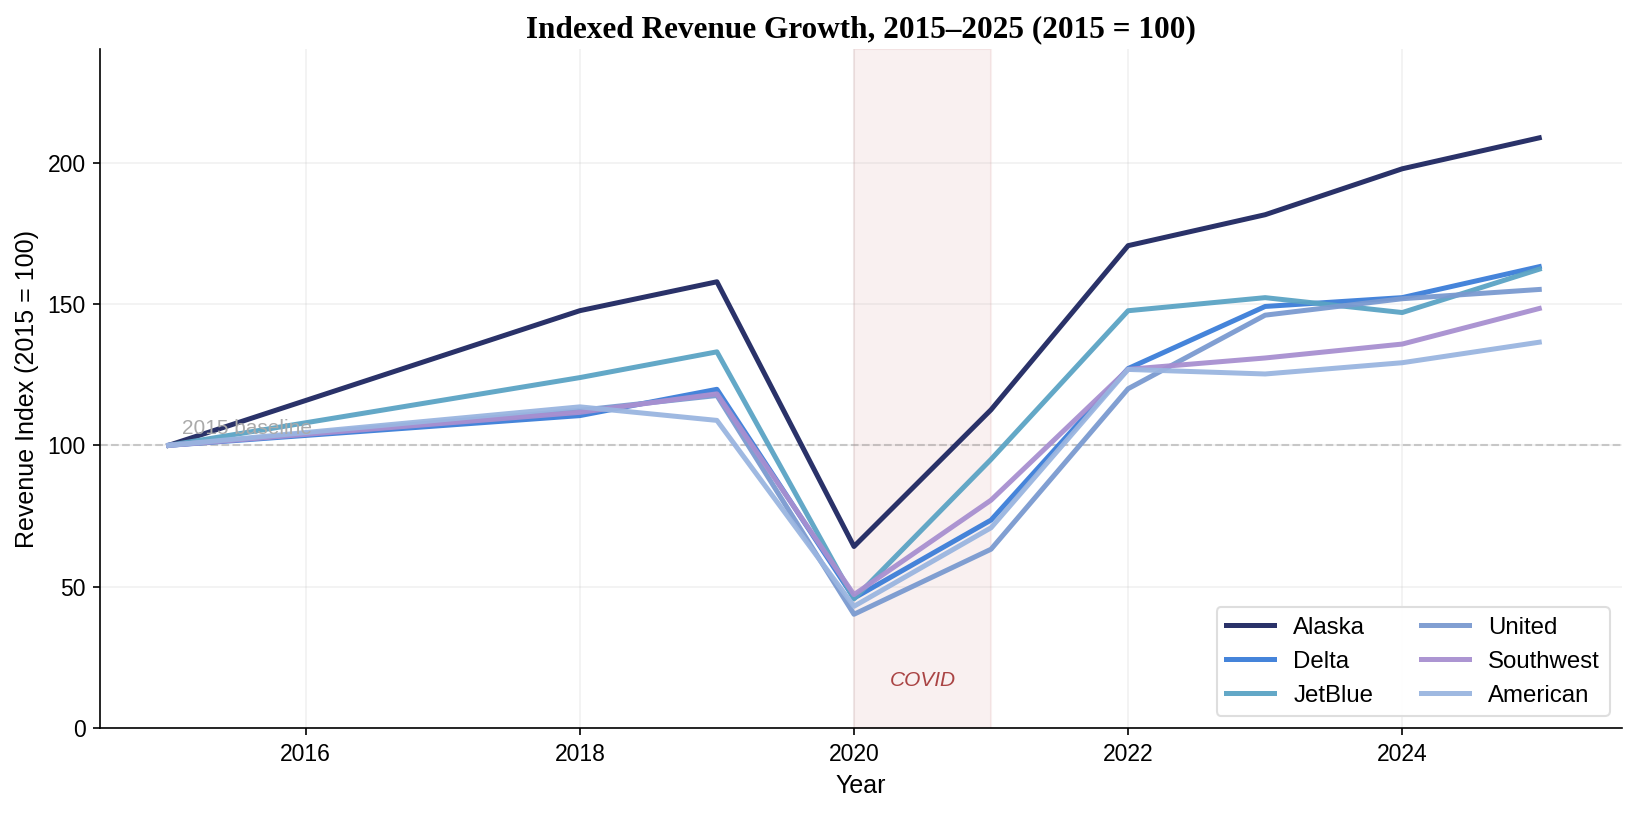 Indexed Revenue Growth, 2015–2025 (2015 = 100)
Revenue Index (2015 = 100)
200
150
100
50
0
2015 baseline
COVID
Alaska
Delta
JetBlue
United
Southwest
American
2016
2018
2020
2022
2024
Year